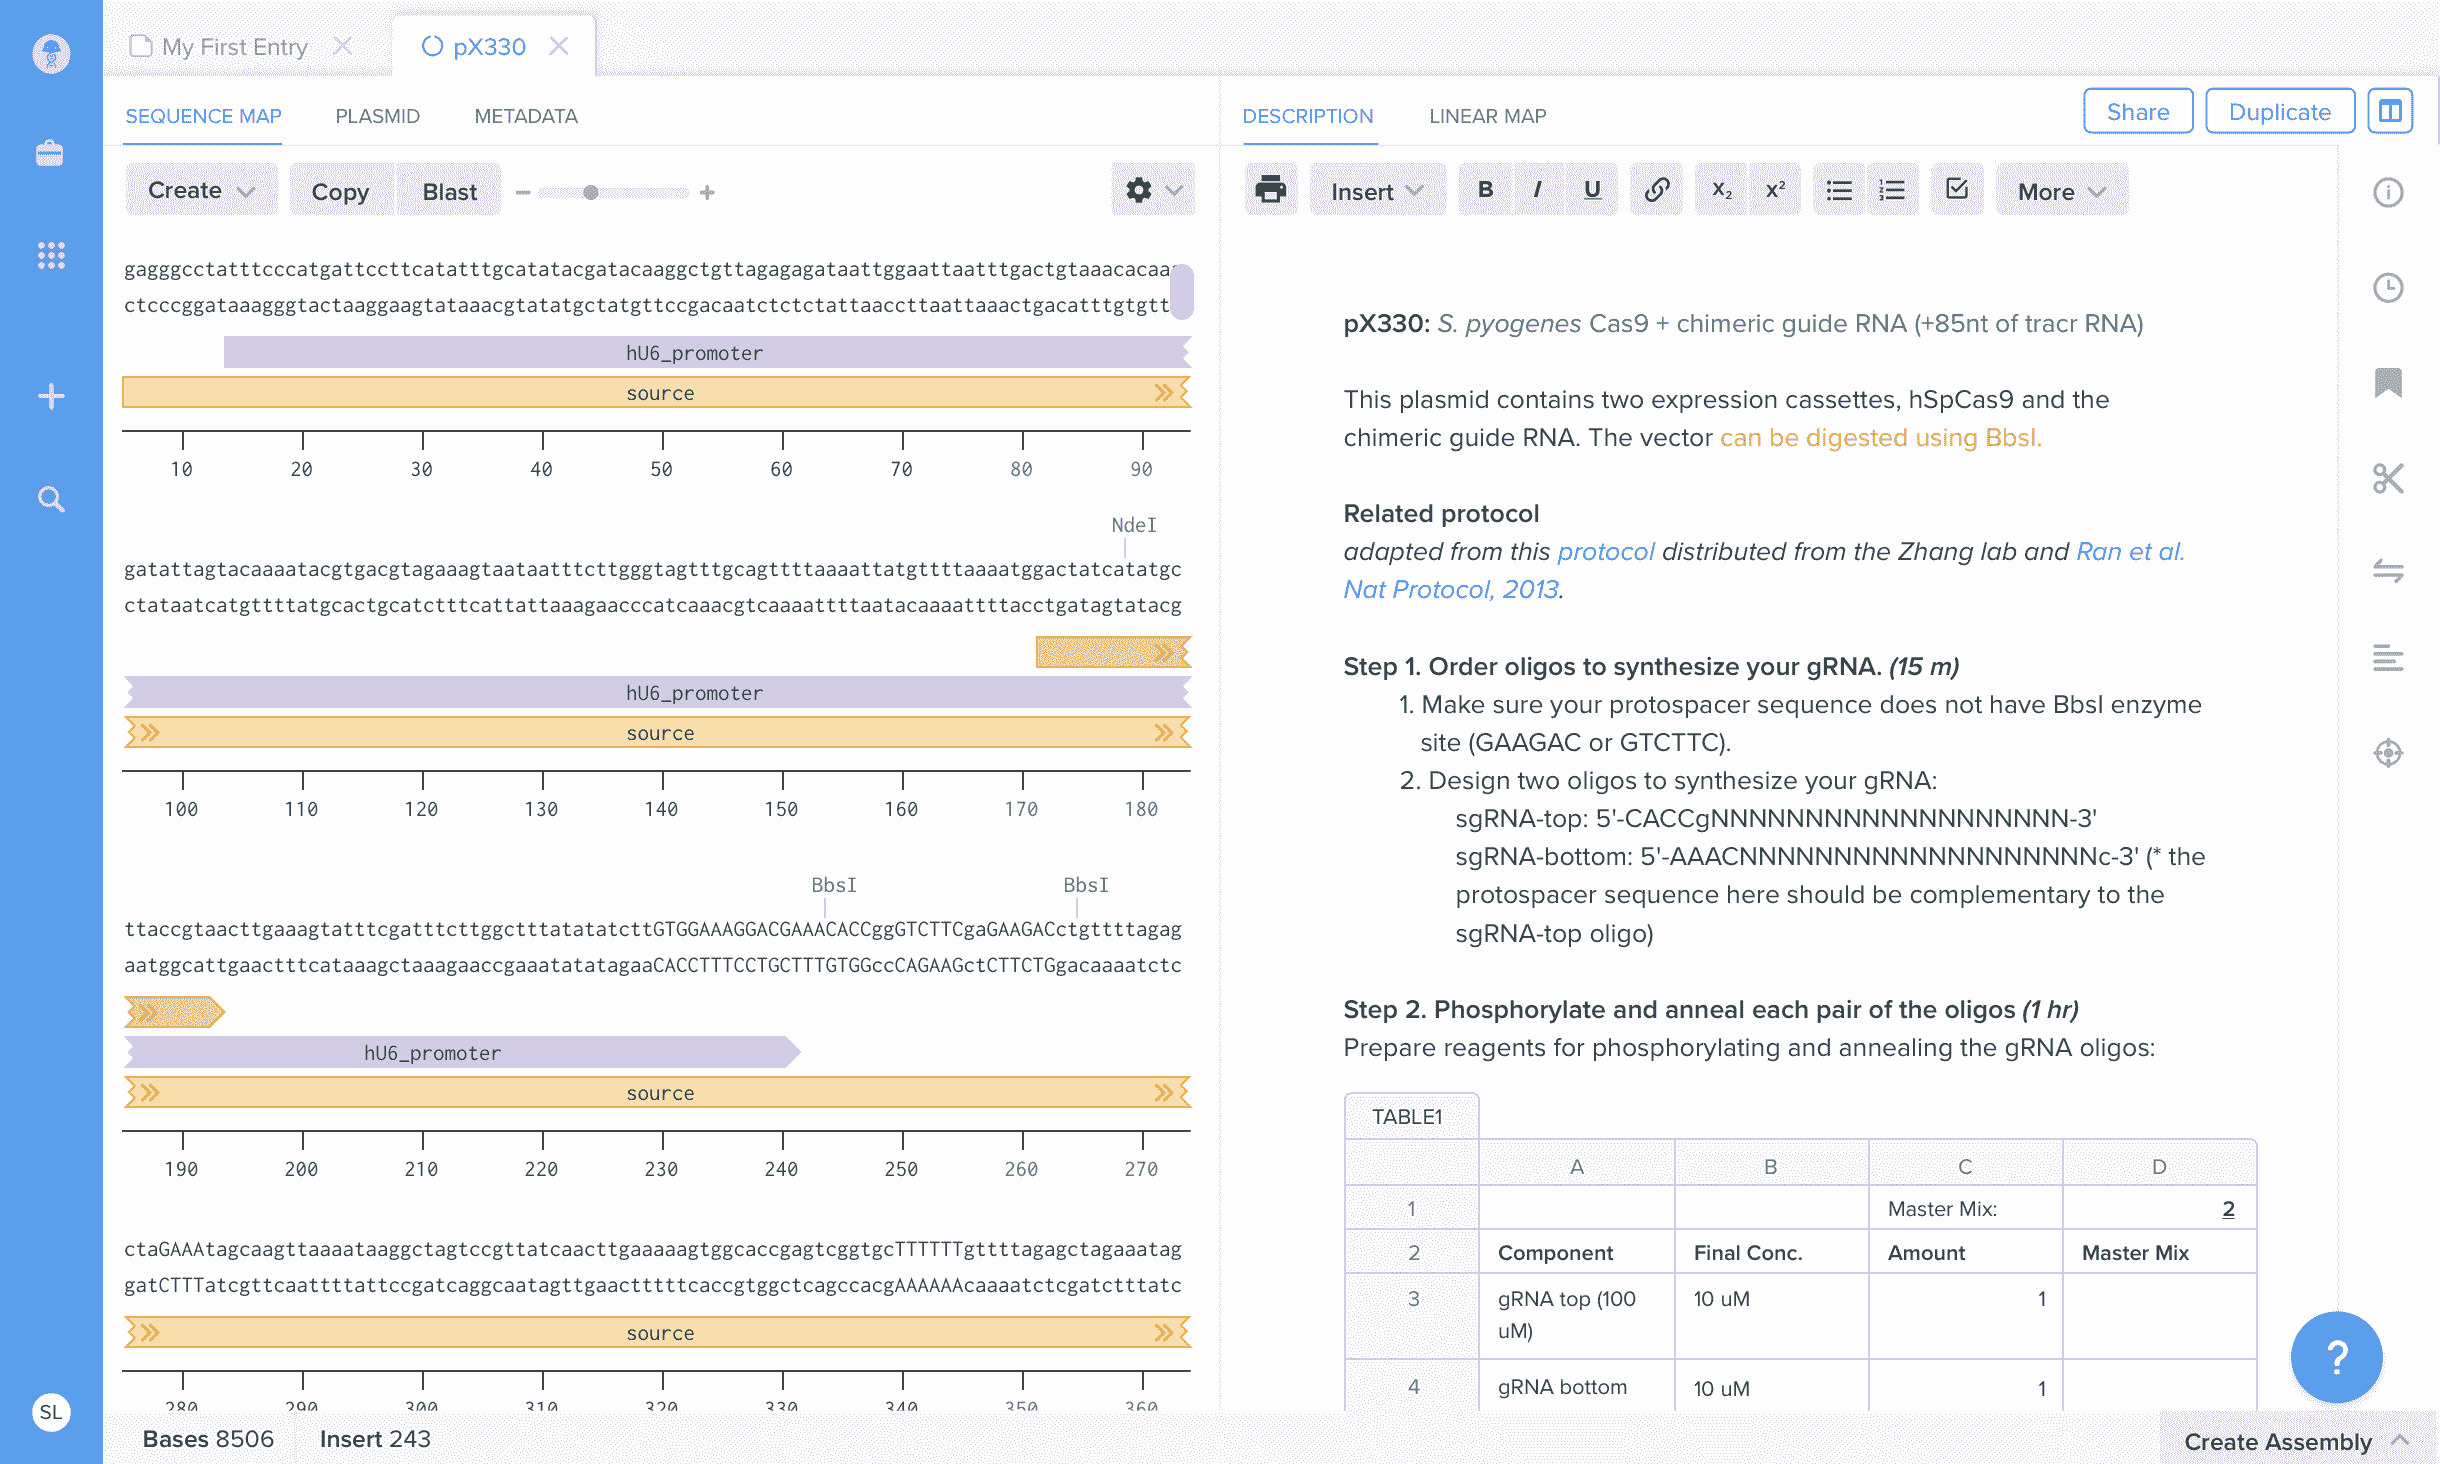 My First Entry
pX330
SEQUENCE MAP PLASMID METADATA
Create Copy Blast
gagggcctatttcccatgattccttcatatttgcatatacgatacaaggctgttagagagataattggaattaatttgactgtaaacacaa
ctcccggataaagggtactaaggaagtataaacgtatatgctatgttccgacaatctctctattaaccttaattaaactgacatttgtgtt
hU6_promoter
source
10 20 30 40 50 60 70 80 90
NdeI
gatattagtacaaaatacgtgacgtagaaagtaataatttcttgggtagtttgcagttttaaaattatgttttaaaatggactatcatatgc
ctataatcatgttttatgcactgcatctttcattattaaagaacccatcaaacgtcaaaattttaatacaaaattttacctgatagtatacg
hU6_promoter
source
100 110 120 130 140 150 160 170 180
BbsI BbsI
ttaccgtaacttgaaagtatttcgatttcttggctttatatatcttGTGGAAAGGACGAAACACCggGTCTTCgaGAAGACctgttttagag
aatggcattgaactttcataaagctaaagaaccgaaatatatagaaCACCTTTCCTGCTTTGTGGccCAGAAGctCTTCTGgacaaaatctc
hU6_promoter
source
190 200 210 220 230 240 250 260 270
ctaGAAAtagcaagttaaaataaggctagtccgttatcaacttgaaaaagtggcaccgagtcggtgcTTTTTTgttttagagctagaaatag
gatCTTTatcgttcaattttattccgatcaggcaatagttgaactttttcaccgtggctcagccacgAAAAAAcaaaatctcgatctttatc
source
280 290 300 310 320 330 340 350 360
Bases 8506 Insert 243
SL
DESCRIPTION LINEAR MAP
Share Duplicate
Insert B I U X₂ X² More
pX330: S. pyogenes Cas9 + chimeric guide RNA (+85nt of tracr RNA)
This plasmid contains two expression cassettes, hSpCas9 and the
chimeric guide RNA. The vector can be digested using BbsI.
Related protocol
adapted from this protocol distributed from the Zhang lab and Ran et al.
Nat Protocol, 2013.
Step 1. Order oligos to synthesize your gRNA. (15 m)
1. Make sure your protospacer sequence does not have BbsI enzyme
site (GAAGAC or GTCTTC).
2. Design two oligos to synthesize your gRNA:
sgRNA-top: 5'-CACCgNNNNNNNNNNNNNNNNNNN-3'
sgRNA-bottom: 5'-AAACNNNNNNNNNNNNNNNNNNNc-3' (* the
protospacer sequence here should be complementary to the
sgRNA-top oligo)
Step 2. Phosphorylate and anneal each pair of the oligos (1 hr)
Prepare reagents for phosphorylating and annealing the gRNA oligos:
TABLE1
A B C D
1 Master Mix: 2
2 Component Final Conc. Amount Master Mix
3 gRNA top (100 10 uM 1
uM)
4 gRNA bottom 10 uM 1
?
Create Assembly